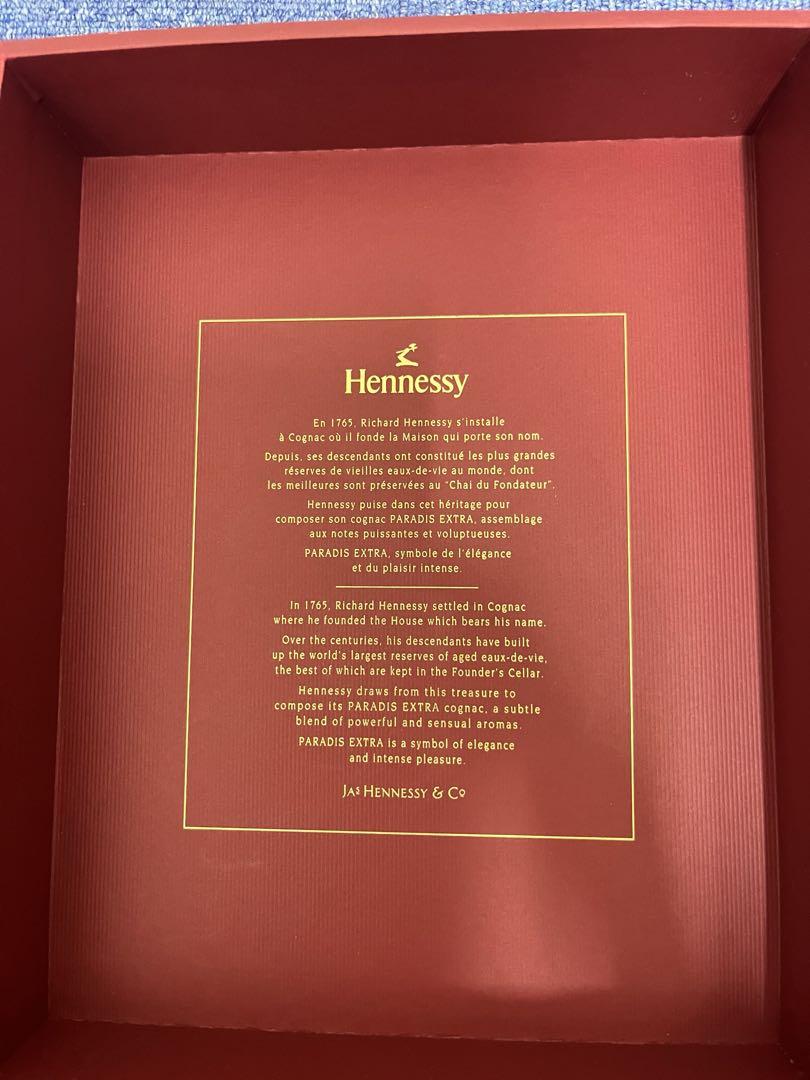 Hennessy
En 1765, Richard Hennessy s'installe
à Cognac où il fonde la Maison qui porte son nom.
Depuis, ses descendants ont constitué les plus grandes
réserves de vieilles eaux-de-vie au monde, dont
les meilleures sont préservées au "Chai du Fondateur".
Hennessy puise dans cet héritage pour
composer son cognac PARADIS EXTRA, assemblage
aux notes puissantes et voluptueuses.
PARADIS EXTRA, symbole de l'élégance
et du plaisir intense.
In 1765, Richard Hennessy settled in Cognac
where he founded the House which bears his name.
Over the centuries, his descendants have built
up the world's largest reserves of aged eaux-de-vie,
the best of which are kept in the Founder's Cellar.
Hennessy draws from this treasure to
compose its PARADIS EXTRA cognac, a subtle
blend of powerful and sensual aromas.
PARADIS EXTRA is a symbol of elegance
and intense pleasure.
JAS HENNESSY & Cº